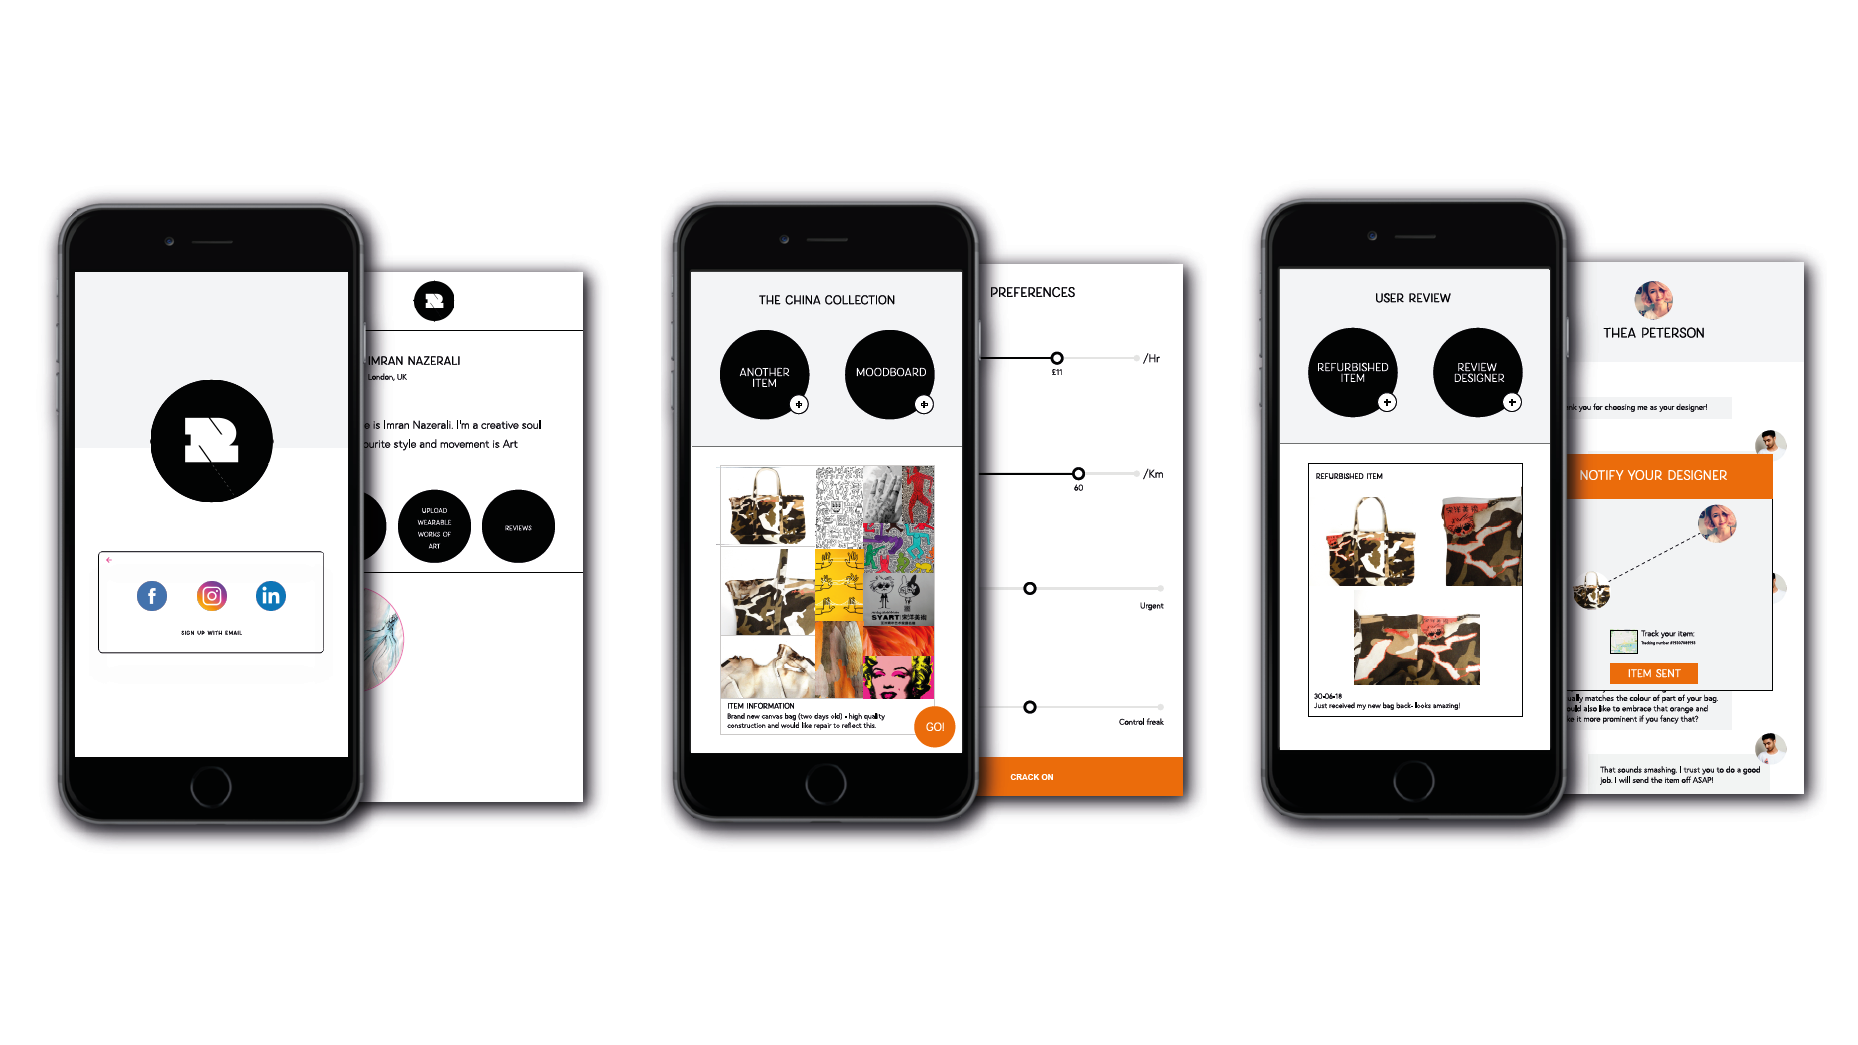 SIGN UP WITH EMAIL
IMRAN NAZERALI
London, UK
e is Imran Nazerali. I'm a creative soul
ourite style and movement is Art
UPLOAD
WEARABLE
WORKS OF
ART
REVIEWS
THE CHINA COLLECTION
ANOTHER
ITEM
MOODBOARD
SYART
ITEM INFORMATION
Brand new canvas bag (two days old) • high quality
construction and would like repair to reflect this.
GO!
PREFERENCES
/Hr
£11
/Km
60
Urgent
Control freak
CRACK ON
USER REVIEW
REFURBISHED
ITEM
REVIEW
DESIGNER
REFURBISHED ITEM
30•06•18
Just received my new bag back- looks amazing!
THEA PETERSON
nk you for choosing me as your designer!
NOTIFY YOUR DESIGNER
Track your item:
ITEM SENT
ually matches the colour of part of your bag.
ould also like to embrace that orange and
ke it more prominent if you fancy that?
That sounds smashing. I trust you to do a good
job. I will send the item off ASAP!